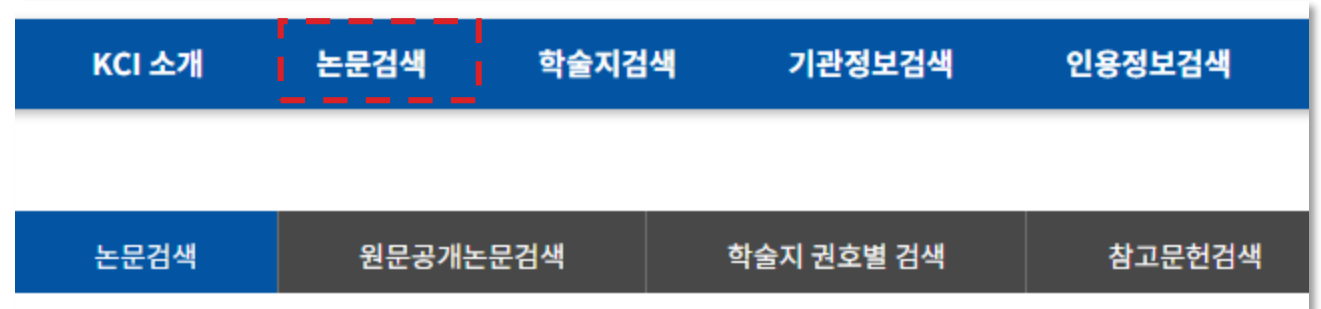 KCI 소개 논문검색 학술지검색 기관정보검색 인용정보검색
논문검색 원문공개논문검색 학술지 권호별 검색 참고문헌검색